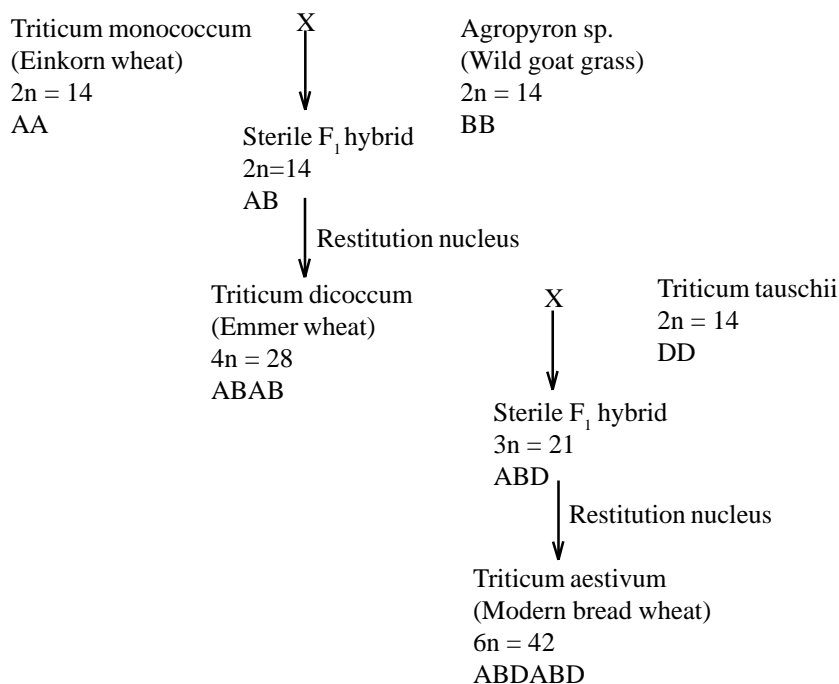 Triticum monococcum
(Einkorn wheat)
2n = 14
AA
X
Agropyron sp.
(Wild goat grass)
2n = 14
BB
Sterile F₁ hybrid
2n=14
AB
Restitution nucleus
Triticum dicoccum
(Emmer wheat)
4n = 28
ABAB
X
Triticum tauschii
2n = 14
DD
Sterile F₁ hybrid
3n = 21
ABD
Restitution nucleus
Triticum aestivum
(Modern bread wheat)
6n = 42
ABDABD